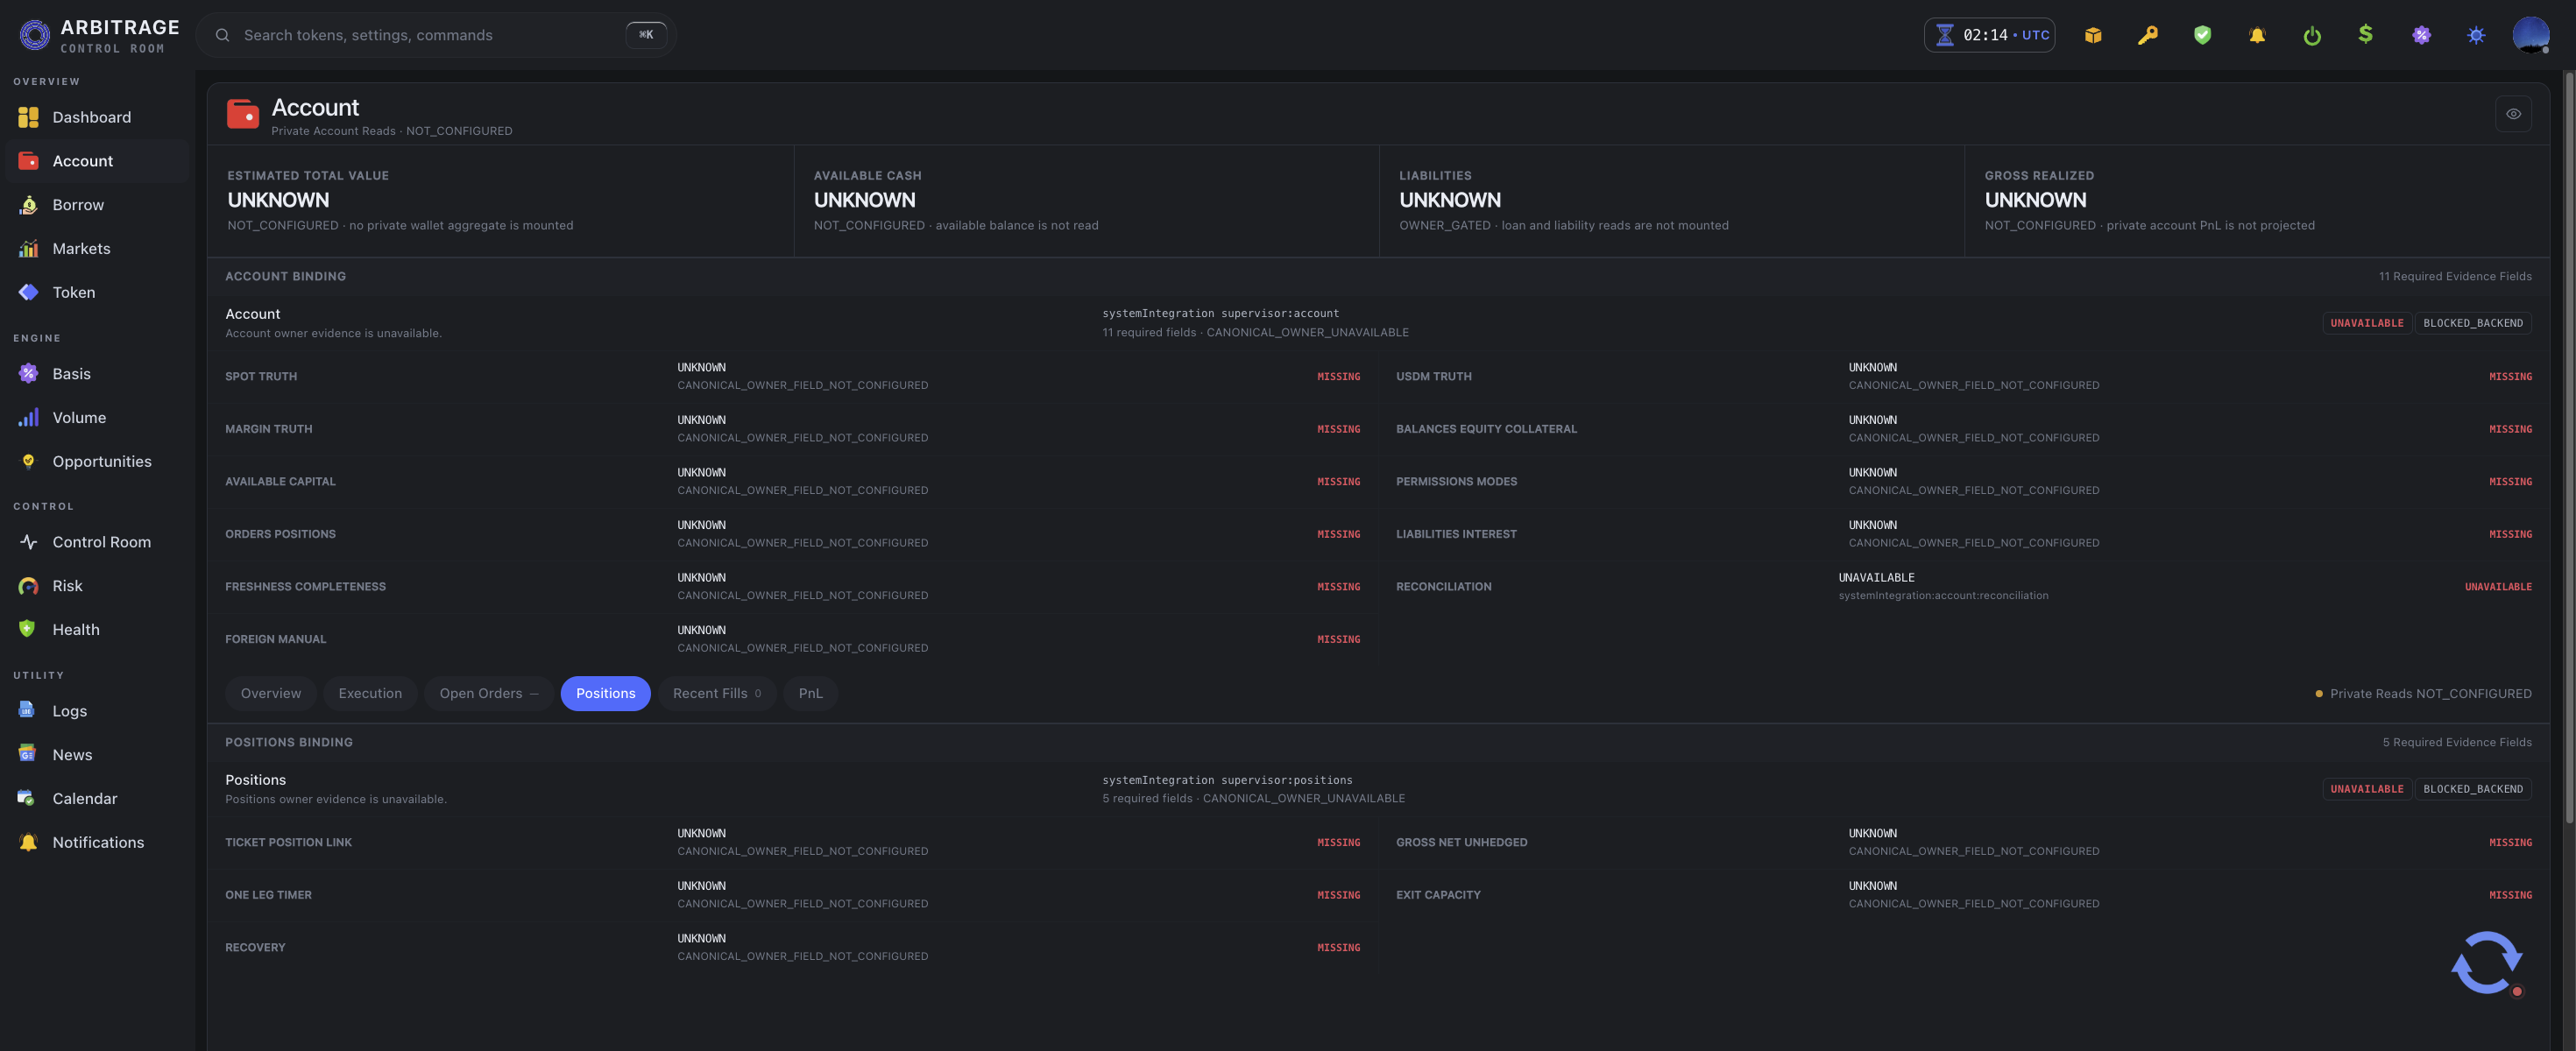 ARBITRAGE
CONTROL ROOM
Search tokens, settings, commands
⌘K
02:14 • UTC
OVERVIEW
Dashboard
Account
Borrow
Markets
Token
ENGINE
Basis
Volume
Opportunities
CONTROL
Control Room
Risk
Health
UTILITY
Logs
News
Calendar
Notifications
Account
Private Account Reads · NOT_CONFIGURED
ESTIMATED TOTAL VALUE
UNKNOWN
NOT_CONFIGURED · no private wallet aggregate is mounted
AVAILABLE CASH
UNKNOWN
NOT_CONFIGURED · available balance is not read
LIABILITIES
UNKNOWN
OWNER_GATED · loan and liability reads are not mounted
GROSS REALIZED
UNKNOWN
NOT_CONFIGURED · private account PnL is not projected
ACCOUNT BINDING
11 Required Evidence Fields
Account
Account owner evidence is unavailable.
systemIntegration supervisor:account
11 required fields · CANONICAL_OWNER_UNAVAILABLE
UNAVAILABLE
BLOCKED_BACKEND
SPOT TRUTH
UNKNOWN
CANONICAL_OWNER_FIELD_NOT_CONFIGURED
MISSING
USDM TRUTH
UNKNOWN
CANONICAL_OWNER_FIELD_NOT_CONFIGURED
MISSING
MARGIN TRUTH
UNKNOWN
CANONICAL_OWNER_FIELD_NOT_CONFIGURED
MISSING
BALANCES EQUITY COLLATERAL
UNKNOWN
CANONICAL_OWNER_FIELD_NOT_CONFIGURED
MISSING
AVAILABLE CAPITAL
UNKNOWN
CANONICAL_OWNER_FIELD_NOT_CONFIGURED
MISSING
PERMISSIONS MODES
UNKNOWN
CANONICAL_OWNER_FIELD_NOT_CONFIGURED
MISSING
ORDERS POSITIONS
UNKNOWN
CANONICAL_OWNER_FIELD_NOT_CONFIGURED
MISSING
LIABILITIES INTEREST
UNKNOWN
CANONICAL_OWNER_FIELD_NOT_CONFIGURED
MISSING
FRESHNESS COMPLETENESS
UNKNOWN
CANONICAL_OWNER_FIELD_NOT_CONFIGURED
MISSING
RECONCILIATION
UNAVAILABLE
systemIntegration:account:reconciliation
UNAVAILABLE
FOREIGN MANUAL
UNKNOWN
CANONICAL_OWNER_FIELD_NOT_CONFIGURED
MISSING
Overview
Execution
Open Orders —
Positions
Recent Fills 0
PnL
Private Reads NOT_CONFIGURED
POSITIONS BINDING
5 Required Evidence Fields
Positions
Positions owner evidence is unavailable.
systemIntegration supervisor:positions
5 required fields · CANONICAL_OWNER_UNAVAILABLE
UNAVAILABLE
BLOCKED_BACKEND
TICKET POSITION LINK
UNKNOWN
CANONICAL_OWNER_FIELD_NOT_CONFIGURED
MISSING
GROSS NET UNHEDGED
UNKNOWN
CANONICAL_OWNER_FIELD_NOT_CONFIGURED
MISSING
ONE LEG TIMER
UNKNOWN
CANONICAL_OWNER_FIELD_NOT_CONFIGURED
MISSING
EXIT CAPACITY
UNKNOWN
CANONICAL_OWNER_FIELD_NOT_CONFIGURED
MISSING
RECOVERY
UNKNOWN
CANONICAL_OWNER_FIELD_NOT_CONFIGURED
MISSING